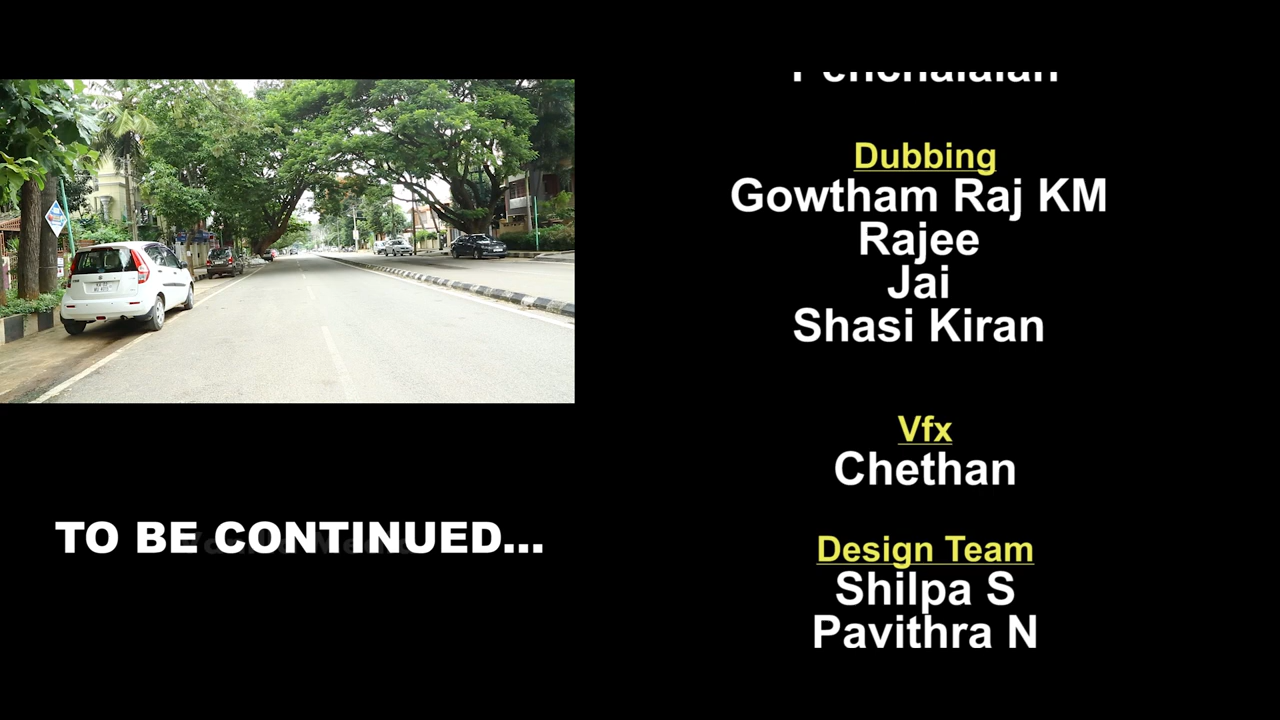 TO BE CONTINUED...
Dubbing
Gowtham Raj KM
Rajee
Jai
Shasi Kiran
Vfx
Chethan
Design Team
Shilpa S
Pavithra N